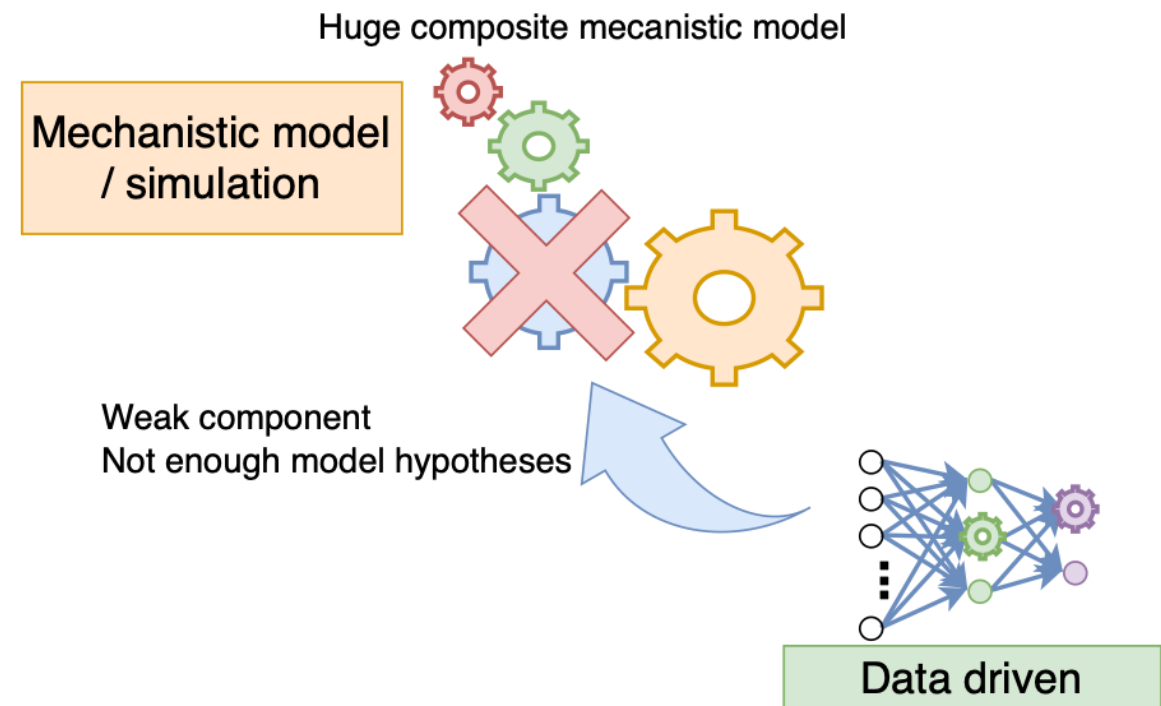 Huge composite mecanistic model
Mechanistic model
/ simulation
Weak component
Not enough model hypotheses
Data driven